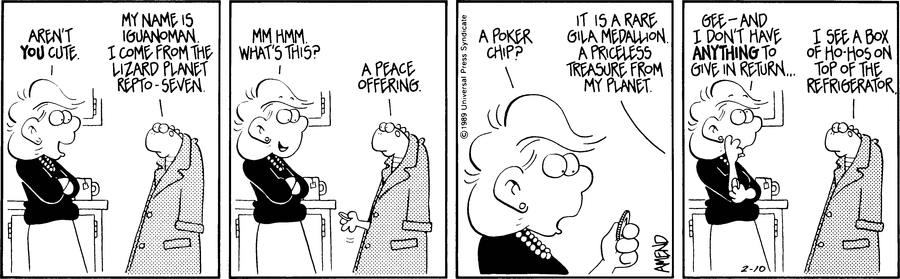 AREN'T
YOU CUTE.
MY NAME IS
IGUANOMAN.
I COME FROM THE
LIZARD PLANET
REPTO-SEVEN.
MM HMM.
WHAT'S THIS?
A PEACE
OFFERING.
© 1989 Universal Press Syndicate
A POKER
CHIP?
IT IS A RARE
GILA MEDALLION.
A PRICELESS
TREASURE FROM
MY PLANET.
AMEND
GEE-AND
I DON'T HAVE
ANYTHING TO
GIVE IN RETURN...
I SEE A BOX
OF HO-HOS ON
TOP OF THE
REFRIGERATOR.
2-10